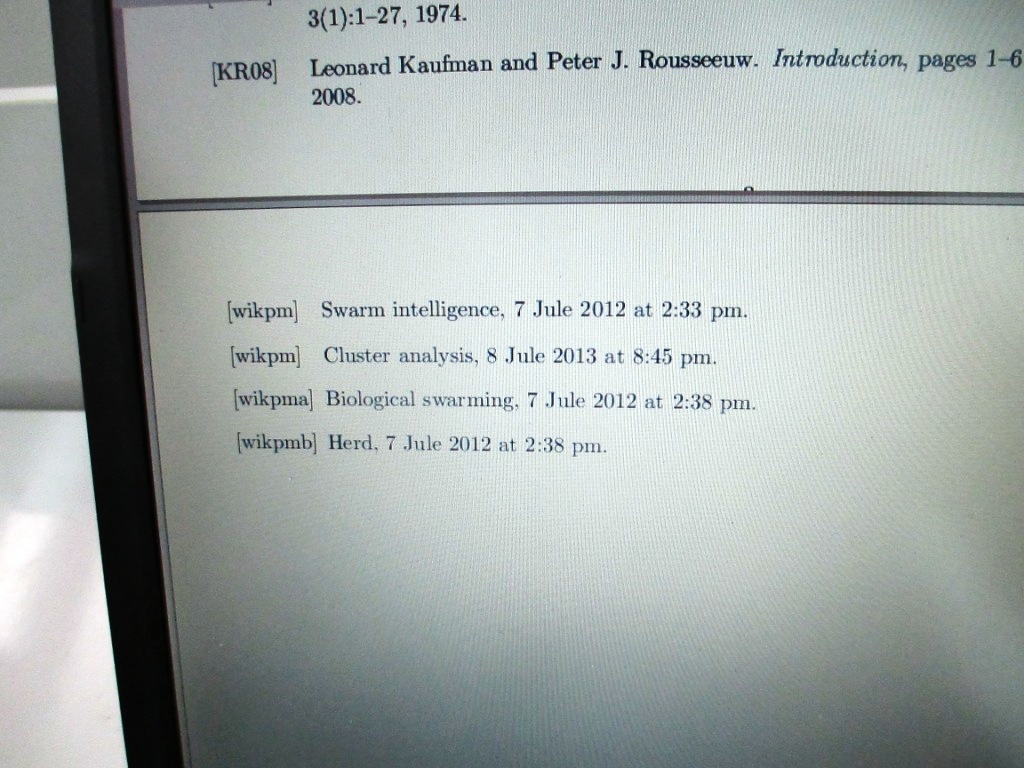 3(1):1–27, 1974.
[KR08] Leonard Kaufman and Peter J. Rousseeuw. Introduction, pages 1–6
2008.
[wikpm] Swarm intelligence, 7 Jule 2012 at 2:33 pm.
[wikpm] Cluster analysis, 8 Jule 2013 at 8:45 pm.
[wikpma] Biological swarming, 7 Jule 2012 at 2:38 pm.
[wikpmb] Herd, 7 Jule 2012 at 2:38 pm.